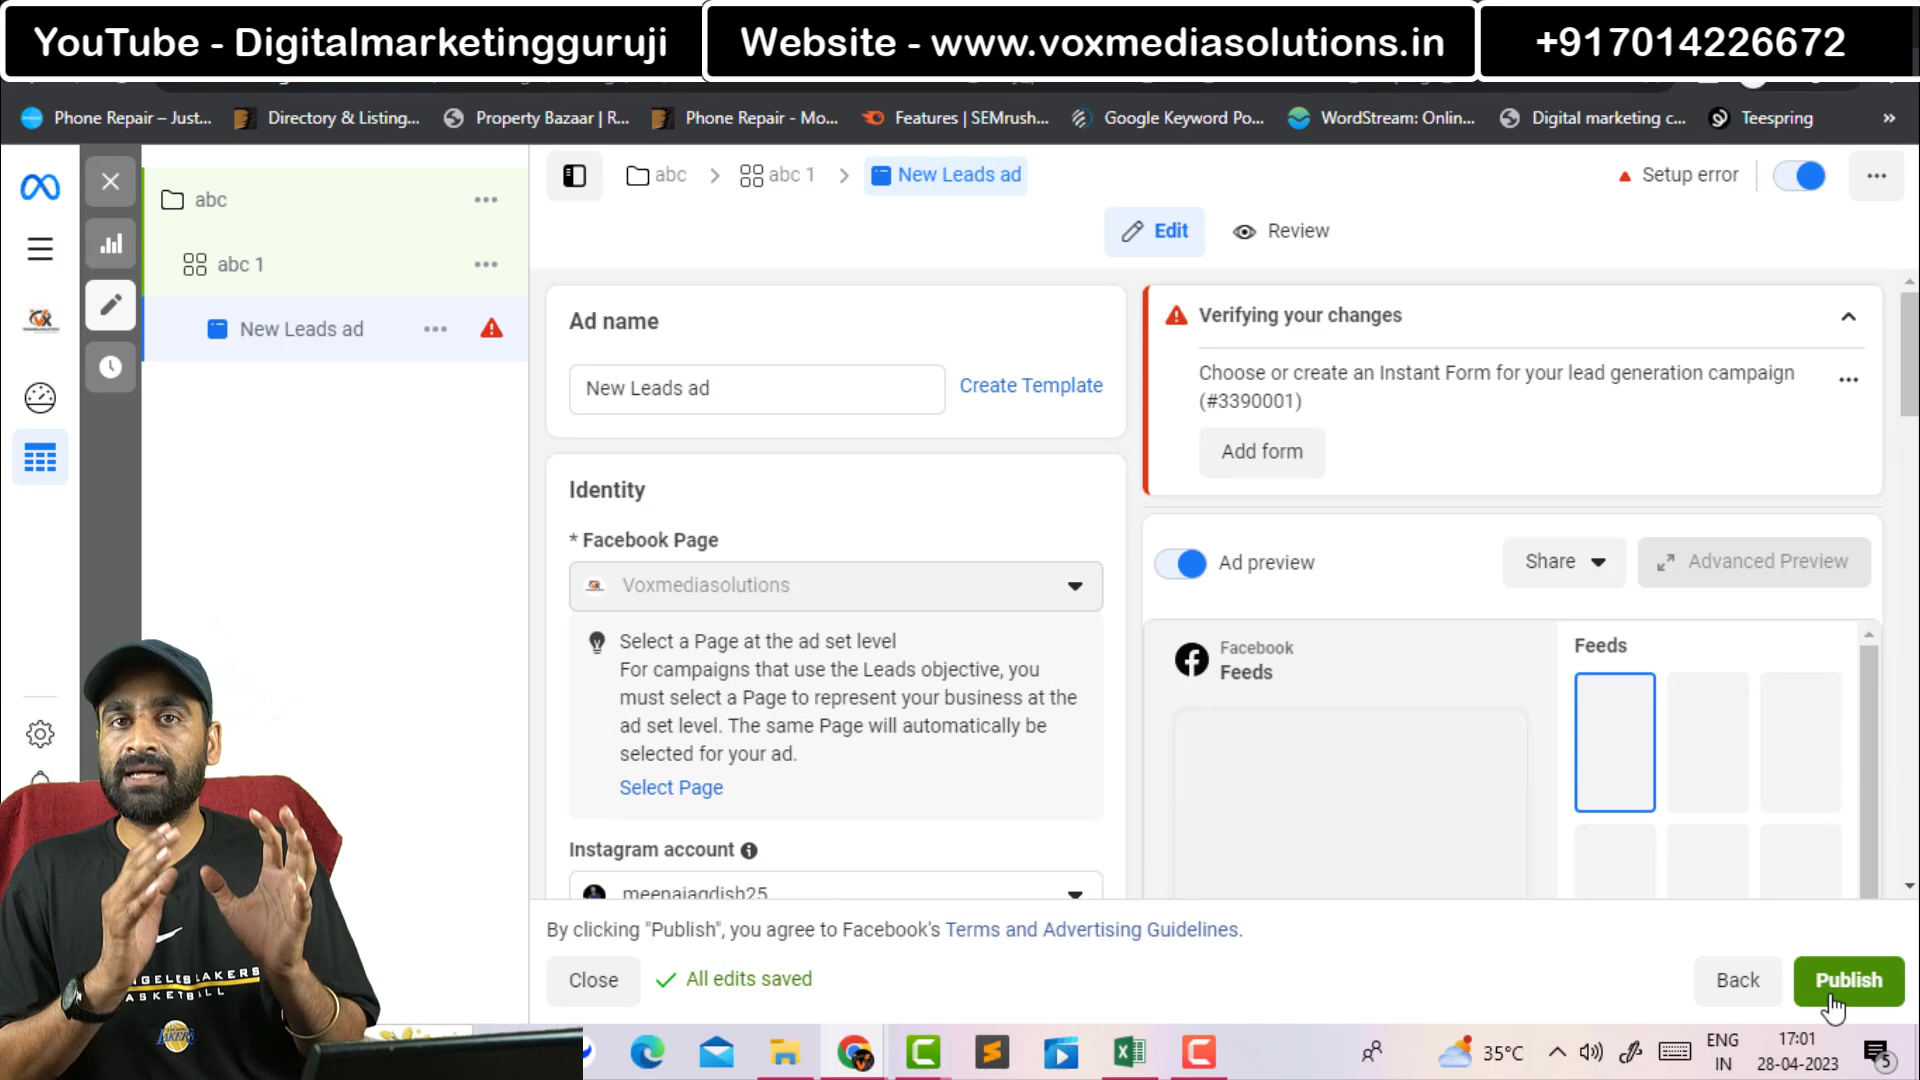 YouTube - Digitalmarketingguruji
Website - www.voxmediasolutions.in
+917014226672
Phone Repair – Just...
Directory & Listing...
Property Bazaar | R...
Phone Repair - Mo...
Features | SEMrush...
Google Keyword Po...
WordStream: Onlin...
Digital marketing c...
Teespring
abc
abc 1
New Leads ad
abc
abc 1
New Leads ad
Setup error
Edit
Review
Ad name
New Leads ad
Create Template
Identity
* Facebook Page
Voxmediasolutions
Select a Page at the ad set level
For campaigns that use the Leads objective, you
must select a Page to represent your business at the
ad set level. The same Page will automatically be
selected for your ad.
Select Page
Instagram account
meenajagdish25
Verifying your changes
Choose or create an Instant Form for your lead generation campaign
(#3390001)
Add form
Ad preview
Share
Advanced Preview
Facebook
Feeds
Feeds
By clicking "Publish", you agree to Facebook's Terms and Advertising Guidelines.
Close
All edits saved
Back
Publish
35°C
ENG
IN
17:01
28-04-2023
5
BASKETBALL
LAKERS